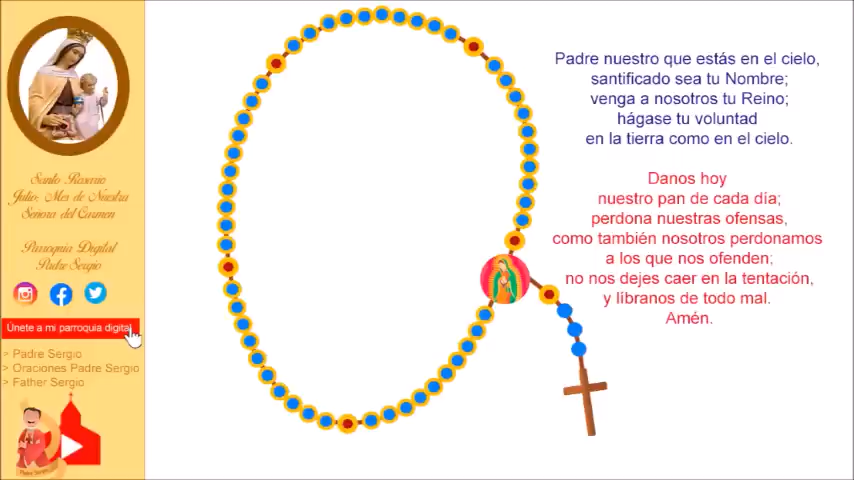 Santo Rosario
Julio: Mes de Nuestra
Señora del Carmen
Parroquia Digital
Padre Sergio
Únete a mi parroquia digital
> Padre Sergio
> Oraciones Padre Sergio
> Father Sergio
Padre Sergio
Padre nuestro que estás en el cielo,
santificado sea tu Nombre;
venga a nosotros tu Reino;
hágase tu voluntad
en la tierra como en el cielo.
Danos hoy
nuestro pan de cada día;
perdona nuestras ofensas,
como también nosotros perdonamos
a los que nos ofenden;
no nos dejes caer en la tentación,
y líbranos de todo mal.
Amén.